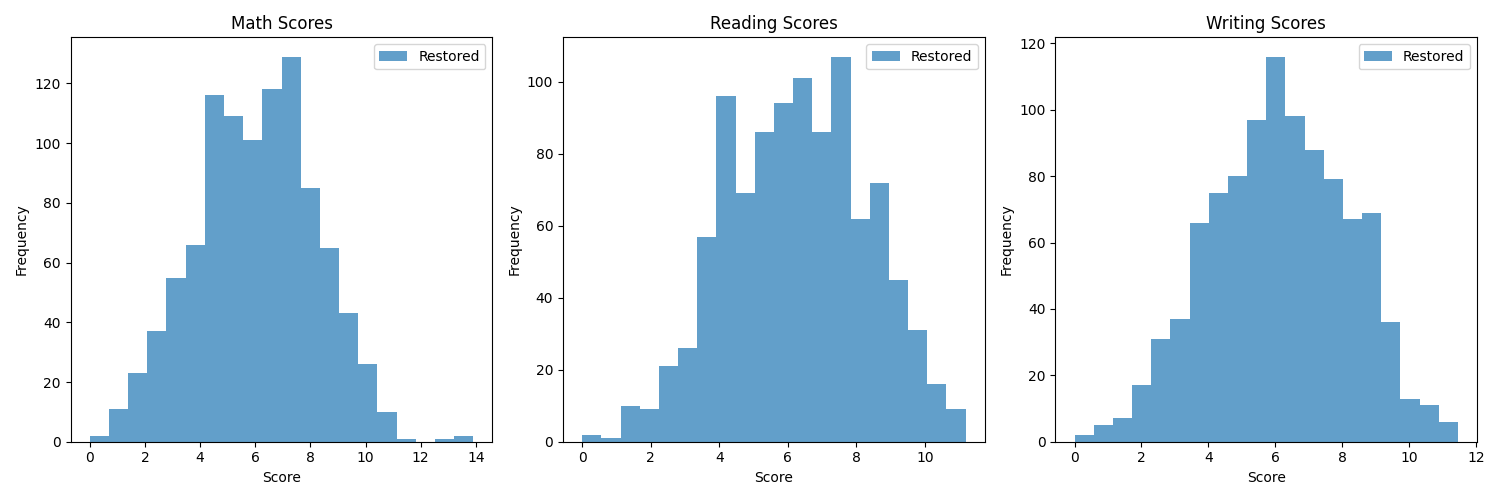 Math Scores
Restored
120
100
80
60
40
20
0
Frequency
0 2 4 6 8 10 12 14
Score
Reading Scores
Restored
100
80
60
40
20
0
Frequency
0 2 4 6 8 10
Score
Writing Scores
Restored
120
100
80
60
40
20
0
Frequency
0 2 4 6 8 10 12
Score